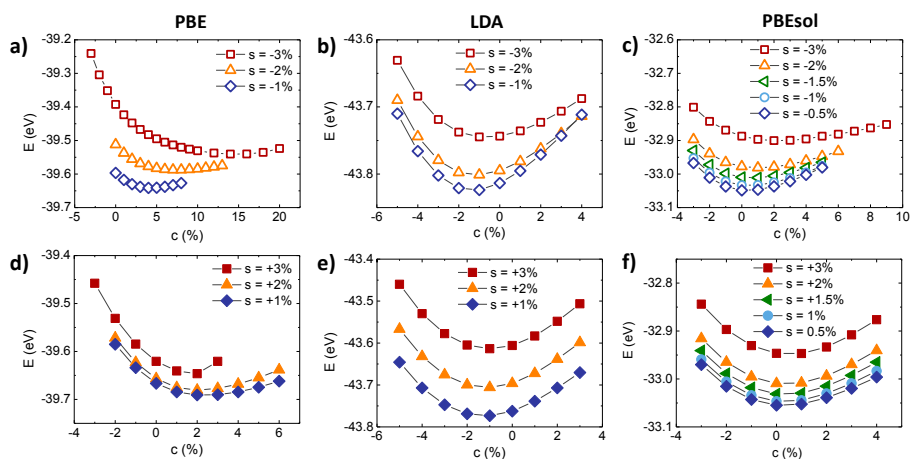 PBE
LDA
PBEsol
a)
-39.2
-39.3
-39.4
-39.5
-39.6
-39.7
E (eV)
s = -3%
s = -2%
s = -1%
0
5
10
15
20
c (%)
b)
-43.6
-43.7
-43.8
E (eV)
s = -3%
s = -2%
s = -1%
-6
-4
-2
0
2
4
c (%)
c)
-32.6
-32.7
-32.8
-32.9
-33.0
-33.1
E (eV)
s = -3%
s = -2%
s = -1.5%
s = -1%
s = -0.5%
-4
-2
0
2
4
6
8
c (%)
d)
-39.4
-39.5
-39.6
-39.7
E (eV)
s = +3%
s = +2%
s = +1%
-4
-2
0
2
4
6
c (%)
e)
-43.4
-43.5
-43.6
-43.7
-43.8
E (eV)
s = +3%
s = +2%
s = +1%
-6
-4
-2
0
2
4
c (%)
f)
-32.8
-32.9
-33.0
-33.1
E (eV)
s = +3%
s = +2%
s = +1.5%
s = 1%
s = 0.5%
-4
-2
0
2
4
c (%)